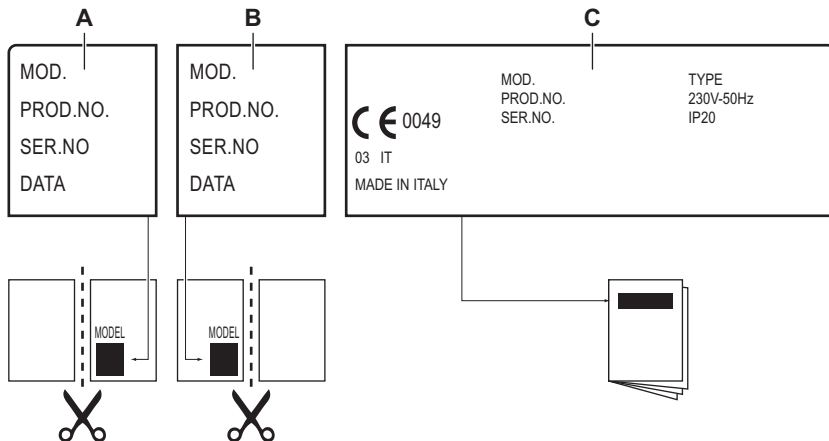 A
B
C
MOD.
PROD.NO.
SER.NO
DATA
MOD.
PROD.NO.
SER.NO
DATA
MOD.
PROD.NO.
SER.NO.
TYPE
230V-50Hz
IP20
CE 0049
03 IT
MADE IN ITALY
MODEL
MODEL